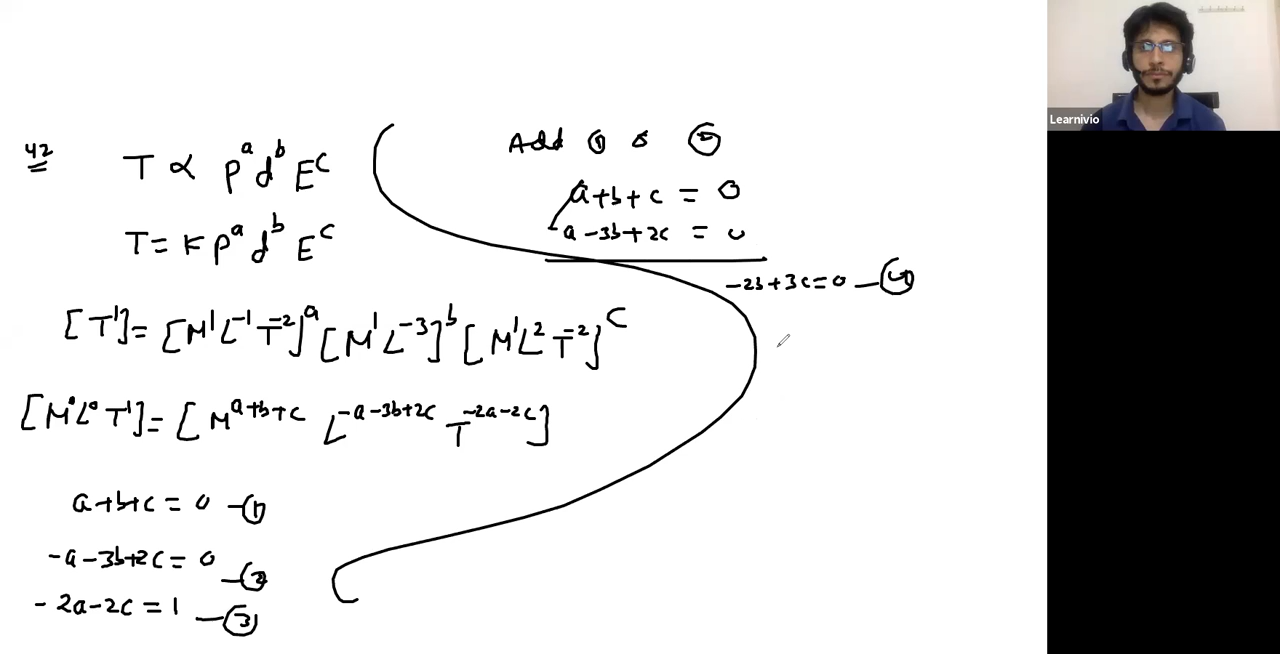 42
T ∝ P^a d^b E^c
T = K P^a d^b E^c
[T^1] = [M^1 L^-1 T^-2]^a [M^1 L^-3]^b [M^1 L^2 T^-2]^c
[M^0 L^0 T^1] = [M^a+b+c L^-a-3b+2c T^-2a-2c]
a+b+c = 0 —①
-a-3b+2c = 0 —②
-2a-2c = 1 —③
Add ① & ②
a+b+c = 0
-a-3b+2c = 0
-2b+3c=0 —④
Learnivio